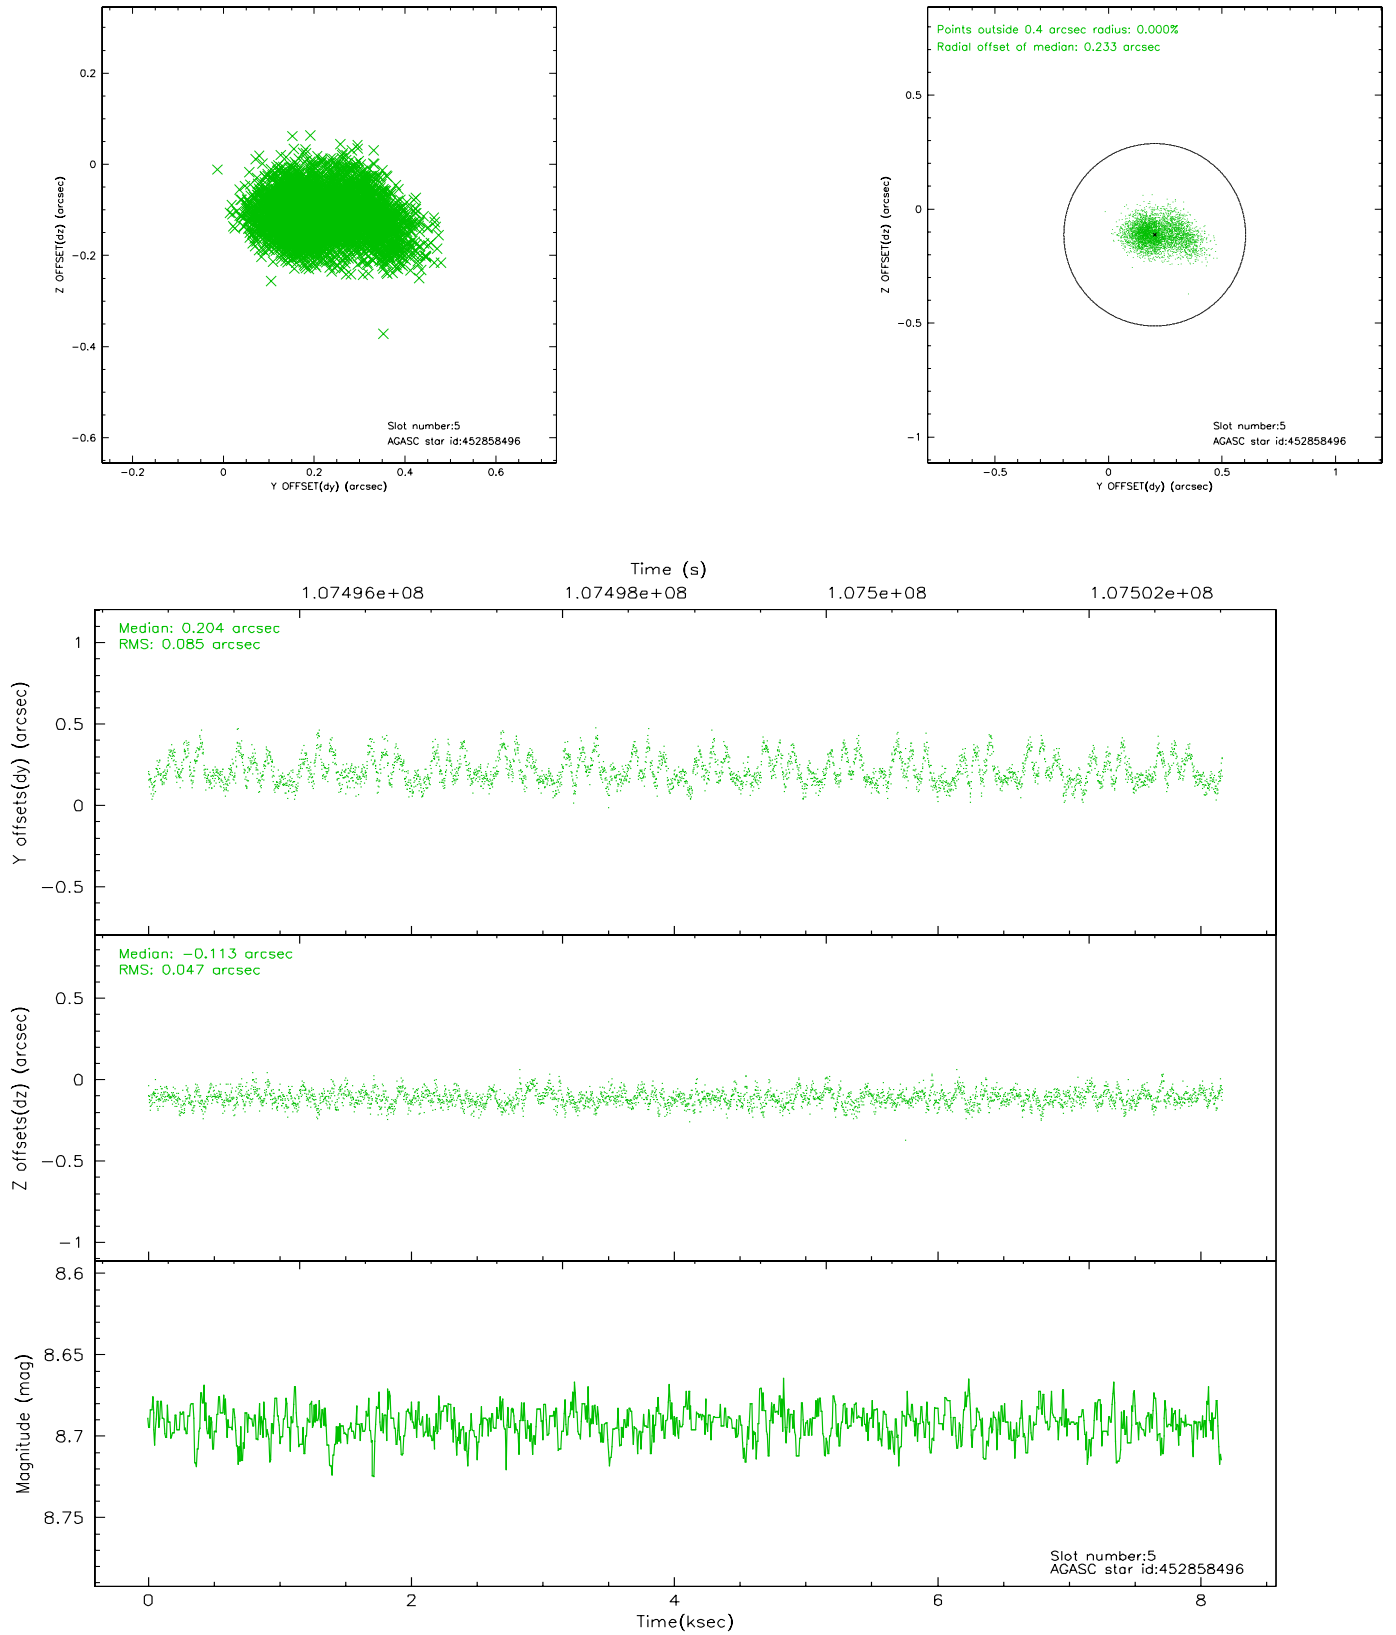 0.2
0
−0.2
−0.4
−0.6
Z OFFSET(dz) (arcsec)
Slot number:5
AGASC star id:452858496
−0.2 0 0.2 0.4 0.6
Y OFFSET(dy) (arcsec)
Points outside 0.4 arcsec radius: 0.000%
Radial offset of median: 0.233 arcsec
0.5
0
−0.5
−1
Z OFFSET(dz) (arcsec)
Slot number:5
AGASC star id:452858496
−0.5 0 0.5 1
Y OFFSET(dy) (arcsec)
Time (s)
1.07496e+08 1.07498e+08 1.075e+08 1.07502e+08
Median: 0.204 arcsec
RMS: 0.085 arcsec
1
0.5
0
−0.5
Y offsets(dy) (arcsec)
Median: −0.113 arcsec
RMS: 0.047 arcsec
0.5
0
−0.5
−1
Z offsets(dz) (arcsec)
8.6
8.65
8.7
8.75
Magnitude (mag)
Slot number:5
AGASC star id:452858496
0 2 4 6 8
Time(ksec)